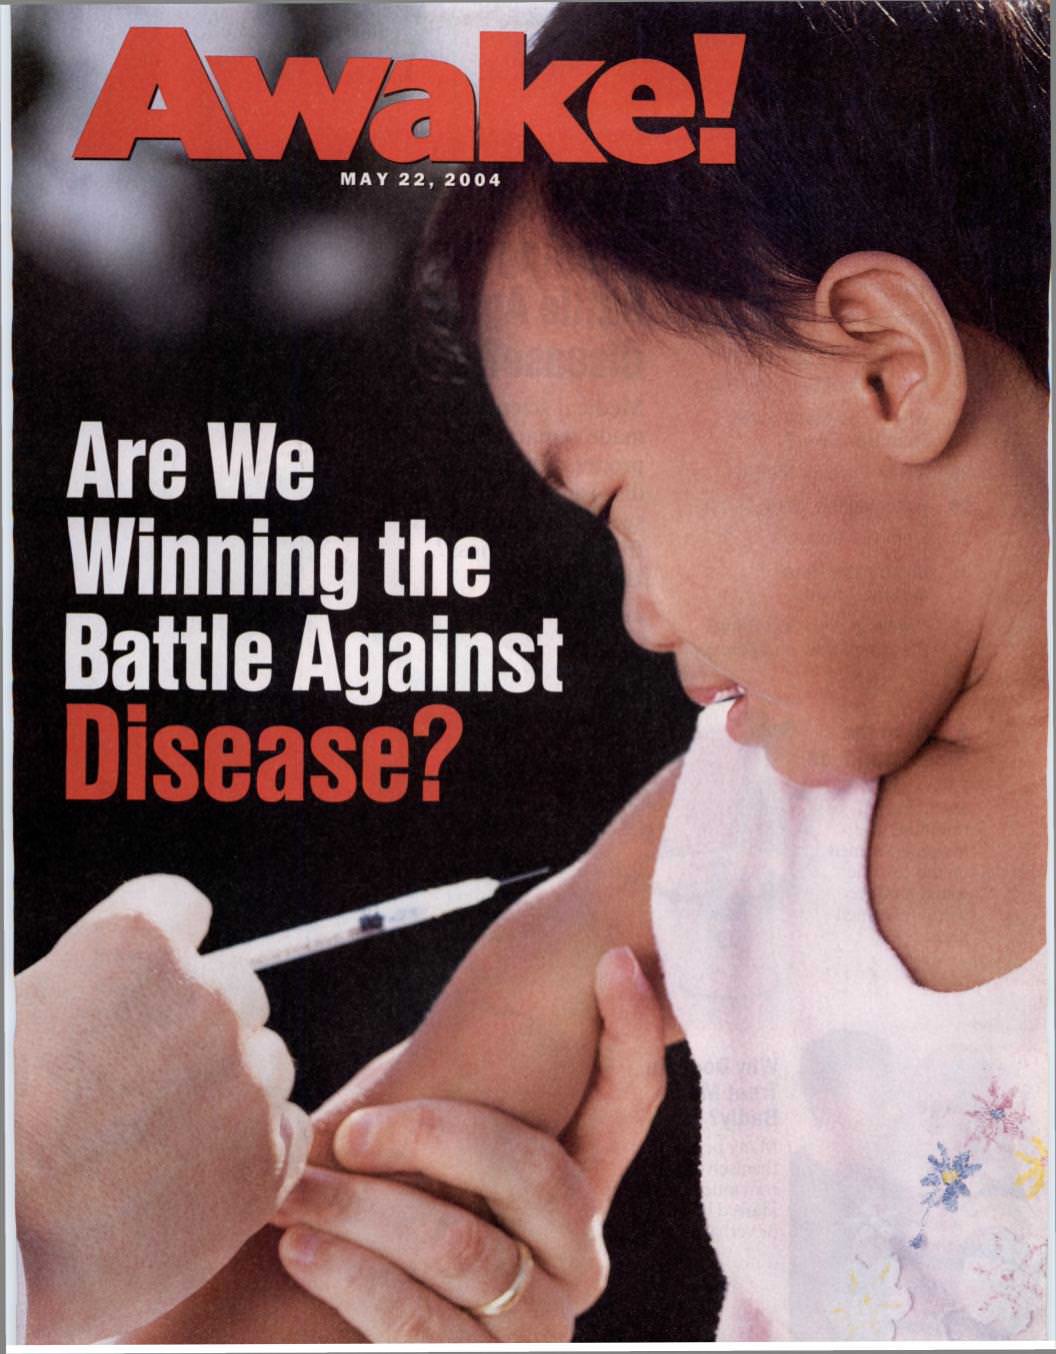 Awake!
MAY 22, 2004
Are We
Winning the
Battle Against
Disease?